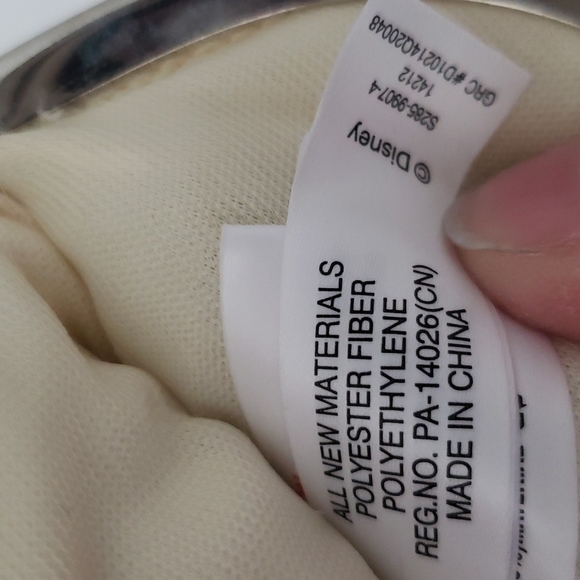 ALL NEW MATERIALS
POLYESTER FIBER
POLYETHYLENE
REG.NO. PA-14026(CN)
MADE IN CHINA
© Disney
S285-9907-4
14212
GRC #D10214Q20048